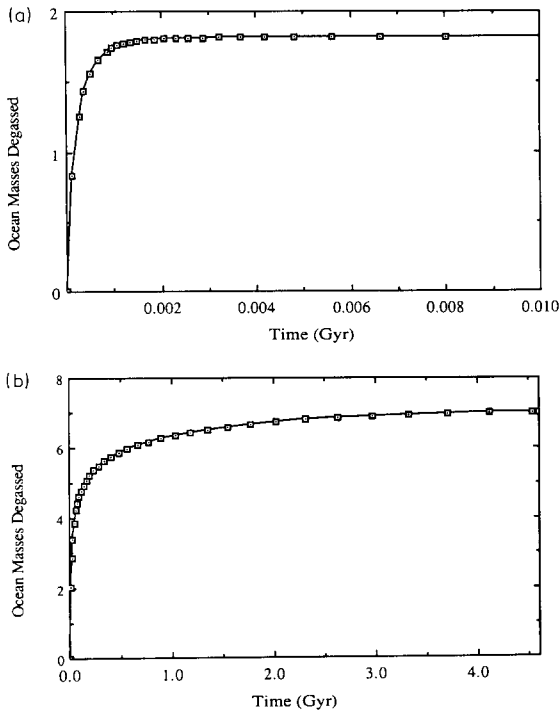 (a)
2
1
0
Ocean Masses Degassed
0.002 0.004 0.006 0.008 0.010
Time (Gyr)
(b)
8
6
4
2
0
Ocean Masses Degassed
0.0 1.0 2.0 3.0 4.0
Time (Gyr)